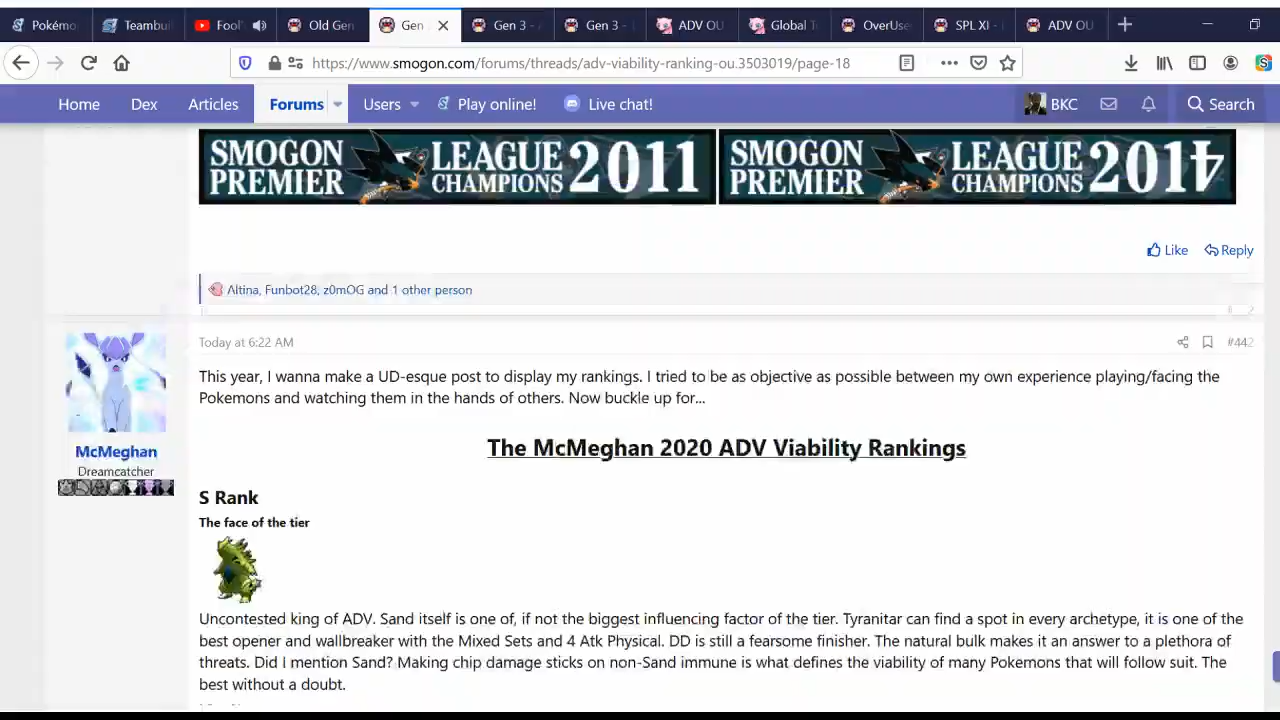 Pokémo
Teambui
Fool'
Old Gen
Gen
Gen 3 -
Gen 3 -
ADV OU
Global T
OverUse
SPL XI -
ADV OU
https://www.smogon.com/forums/threads/adv-viability-ranking-ou.3503019/page-18
Home
Dex
Articles
Forums
Users
Play online!
Live chat!
BKC
Search
SMOGON PREMIER LEAGUE CHAMPIONS 2011
SMOGON PREMIER LEAGUE CHAMPIONS 2014
Like
Reply
Altina, Funbot28, z0mOG and 1 other person
Today at 6:22 AM
#442
McMeghan
Dreamcatcher
This year, I wanna make a UD-esque post to display my rankings. I tried to be as objective as possible between my own experience playing/facing the
Pokemons and watching them in the hands of others. Now buckle up for...
The McMeghan 2020 ADV Viability Rankings
S Rank
The face of the tier
Uncontested king of ADV. Sand itself is one of, if not the biggest influencing factor of the tier. Tyranitar can find a spot in every archetype, it is one of the
best opener and wallbreaker with the Mixed Sets and 4 Atk Physical. DD is still a fearsome finisher. The natural bulk makes it an answer to a plethora of
threats. Did I mention Sand? Making chip damage sticks on non-Sand immune is what defines the viability of many Pokemons that will follow suit. The
best without a doubt.